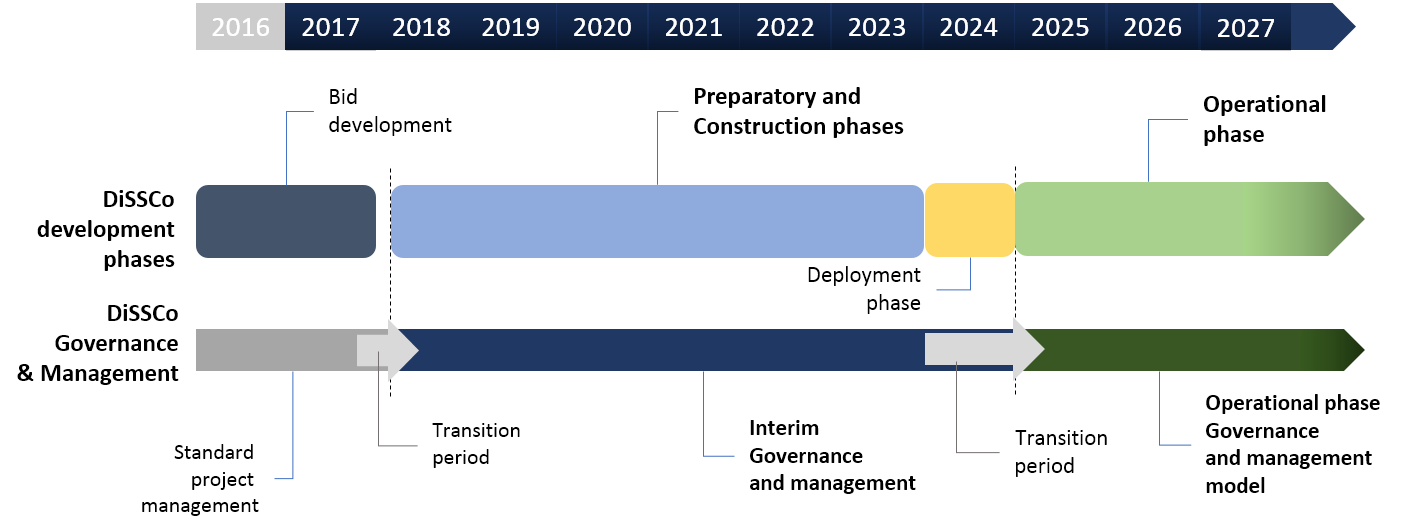 2016 2017 2018 2019 2020 2021 2022 2023 2024 2025 2026 2027
Bid
development
Preparatory and
Construction phases
Operational
phase
DiSSCo
development
phases
Deployment
phase
DiSSCo
Governance
& Management
Standard
project
management
Transition
period
Interim
Governance
and management
Transition
period
Operational phase
Governance
and management
model